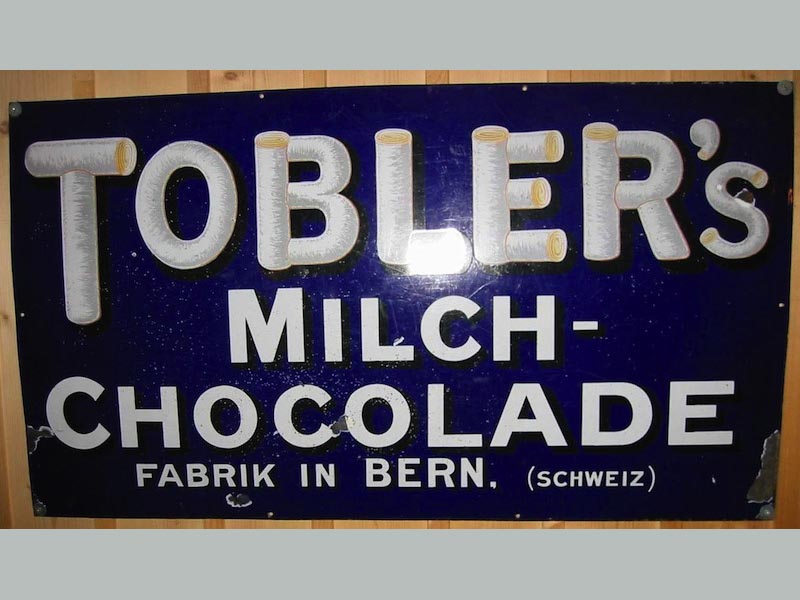 TOBLER's
MILCH-
CHOCOLADE
FABRIK IN BERN. (SCHWEIZ)